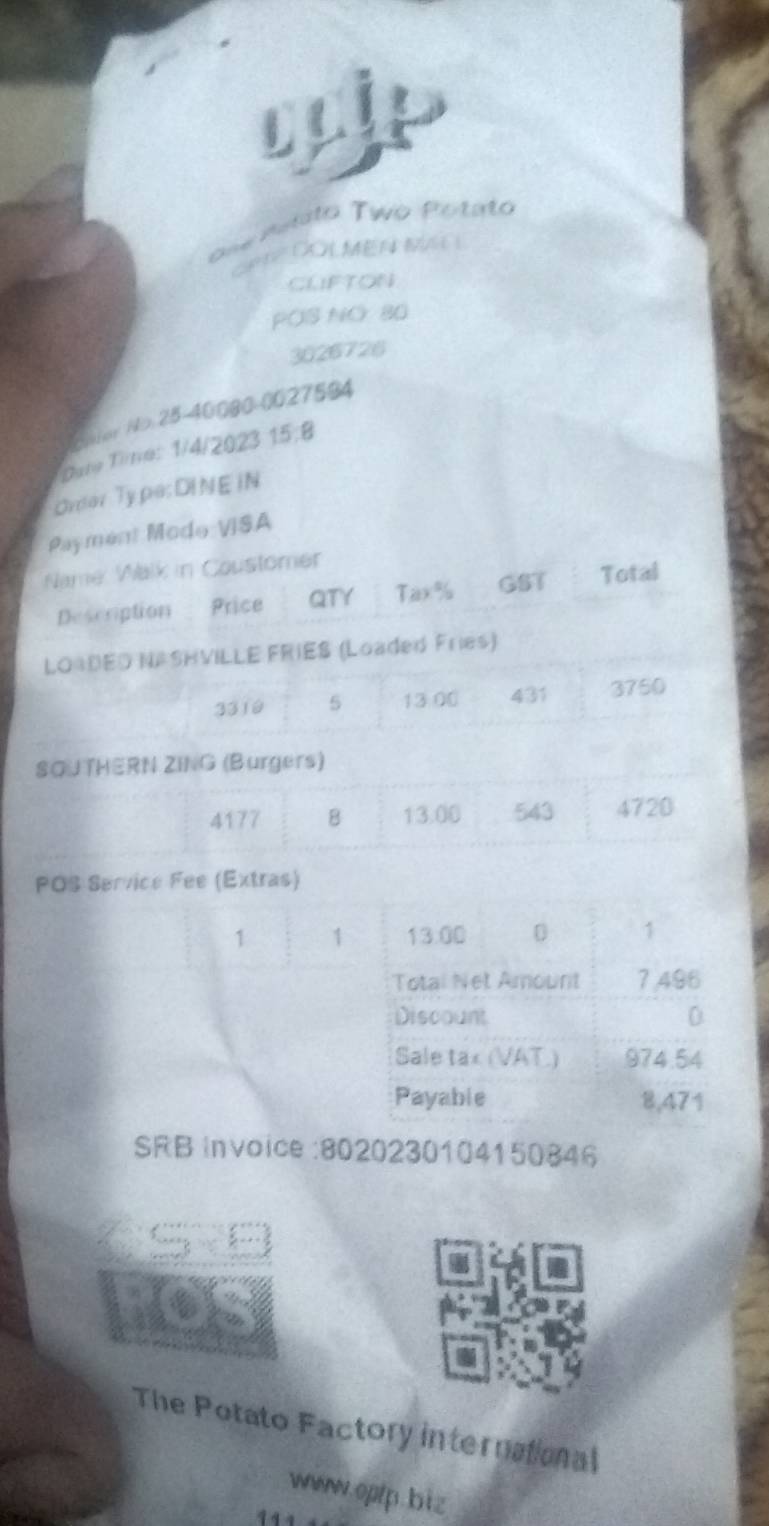 optp
One Potato Two Potato
OPTP DOLMEN MALL
CLIFTON
POS NO: 80
3026726
Order No.25-40080-0027594
Date Time: 1/4/2023 15:8
Order Type:DINE IN
Payment Mode:VISA
Name: Walk in Coustomer
Description Price QTY Tax% GST Total
LOADED NASHVILLE FRIES (Loaded Fries)
3319 5 13.00 431 3750
SOUTHERN ZING (Burgers)
4177 8 13.00 543 4720
POS Service Fee (Extras)
1 1 13.00 0 1
Total Net Amount 7,496
Discount 0
Sale tax (VAT.) 974.54
Payable 8,471
SRB Invoice :8020230104150846
SRB
POS
The Potato Factory international
www.optp.biz